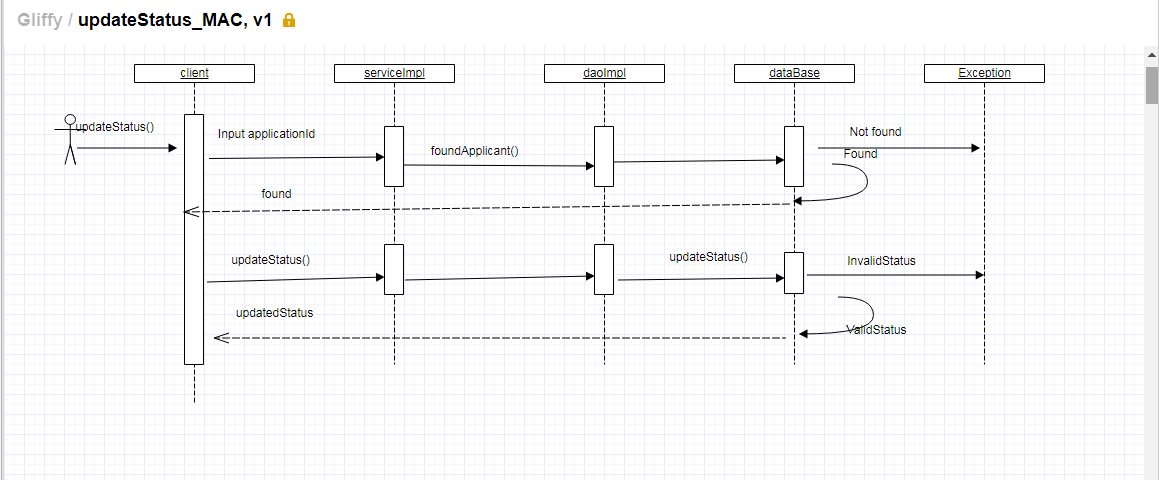 Gliffy / updateStatus_MAC, v1
client
serviceImpl
daoImpl
dataBase
Exception
updateStatus()
Input applicationId
foundApplicant()
Not found
Found
found
updateStatus()
updateStatus()
InvalidStatus
updatedStatus
ValidStatus